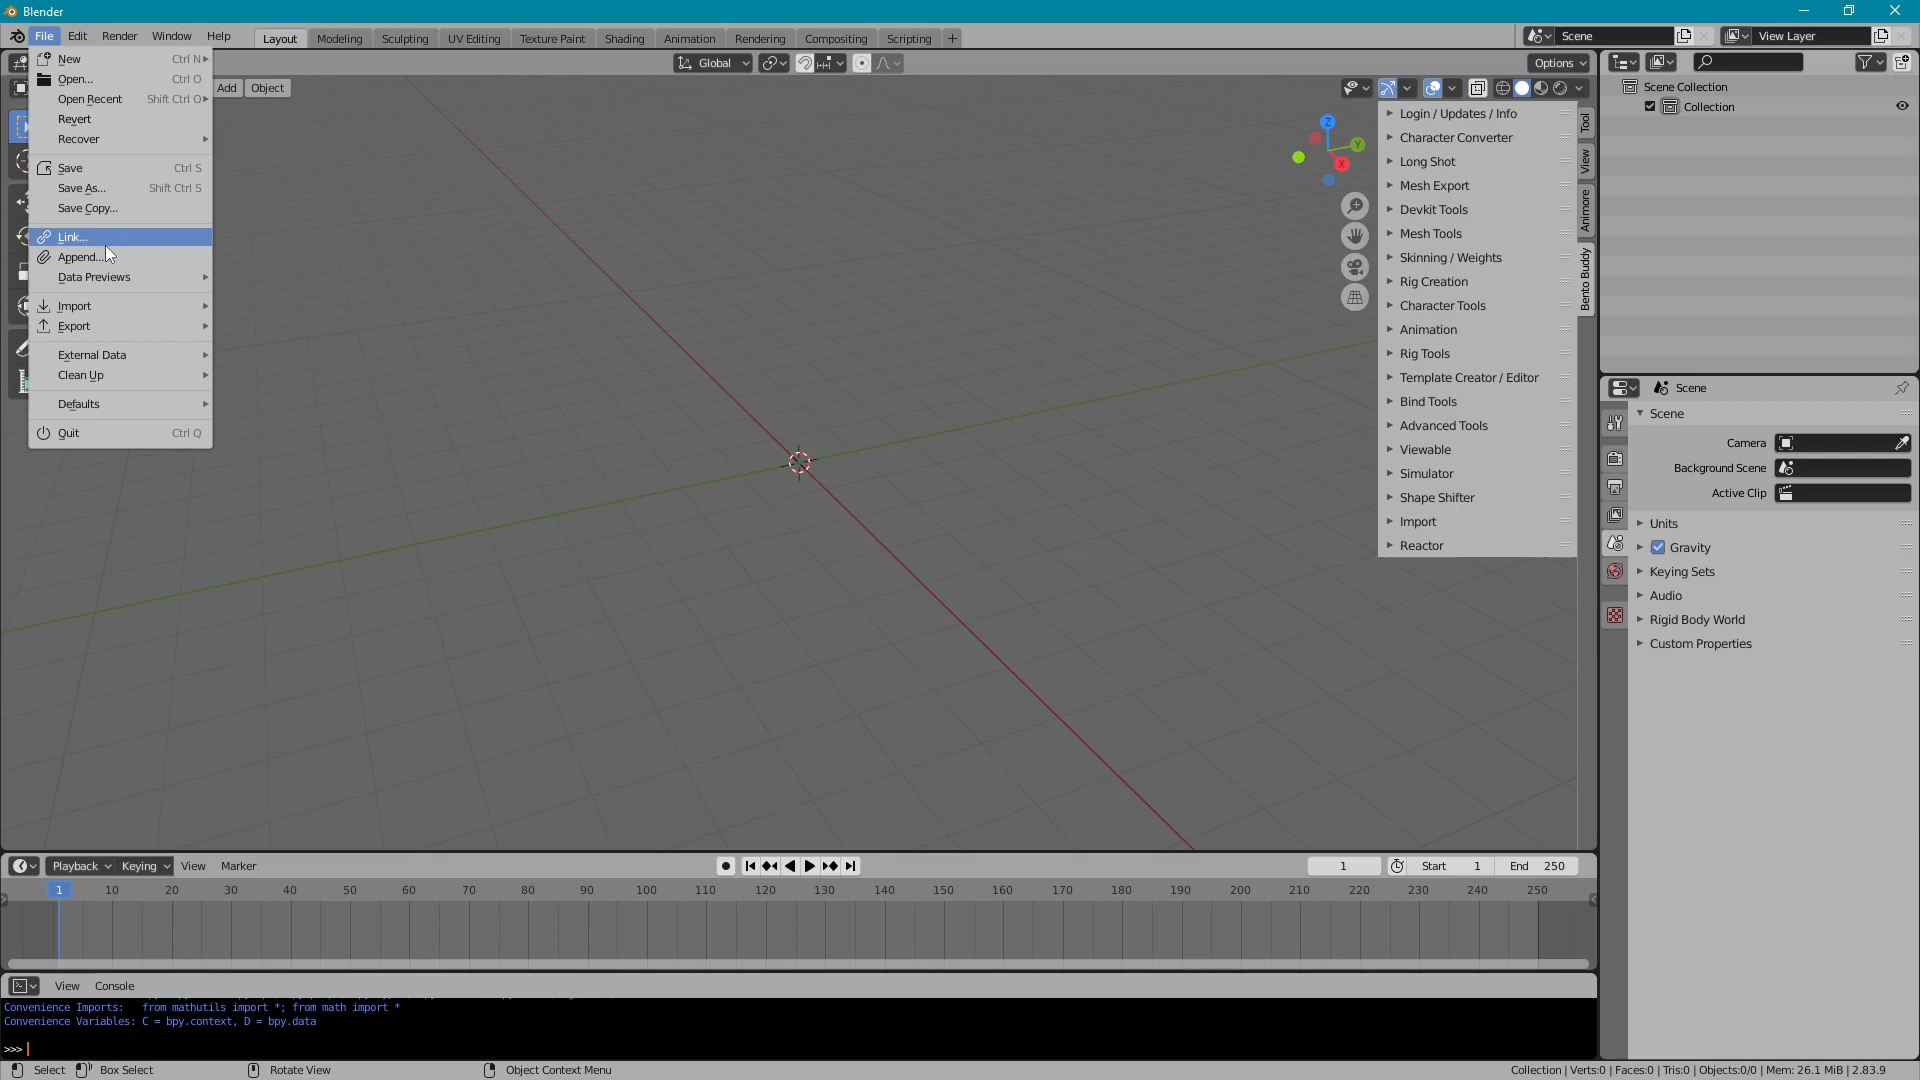 Blender
File Edit Render Window Help Layout Modeling Sculpting UV Editing Texture Paint Shading Animation Rendering Compositing Scripting + Scene View Layer
New Ctrl N
Open... Ctrl O
Open Recent Shift Ctrl O
Revert
Recover
Save Ctrl S
Save As... Shift Ctrl S
Save Copy...
Link...
Append...
Data Previews
Import
Export
External Data
Clean Up
Defaults
Quit Ctrl Q
Global
Options
Add Object
Z
Y
X
Login / Updates / Info
Character Converter
Long Shot
Mesh Export
Devkit Tools
Mesh Tools
Skinning / Weights
Rig Creation
Character Tools
Animation
Rig Tools
Template Creator / Editor
Bind Tools
Advanced Tools
Viewable
Simulator
Shape Shifter
Import
Reactor
Tool
View
Animore
Bento Buddy
Scene Collection
Collection
Scene
Scene
Camera
Background Scene
Active Clip
Units
Gravity
Keying Sets
Audio
Rigid Body World
Custom Properties
Playback Keying View Marker 1 Start 1 End 250
1 10 20 30 40 50 60 70 80 90 100 110 120 130 140 150 160 170 180 190 200 210 220 230 240 250
View Console
Convenience Imports: from mathutils import *; from math import *
Convenience Variables: C = bpy.context, D = bpy.data
>>>
Select Box Select Rotate View Object Context Menu Collection | Verts:0 | Faces:0 | Tris:0 | Objects:0/0 | Mem: 26.1 MiB | 2.83.9